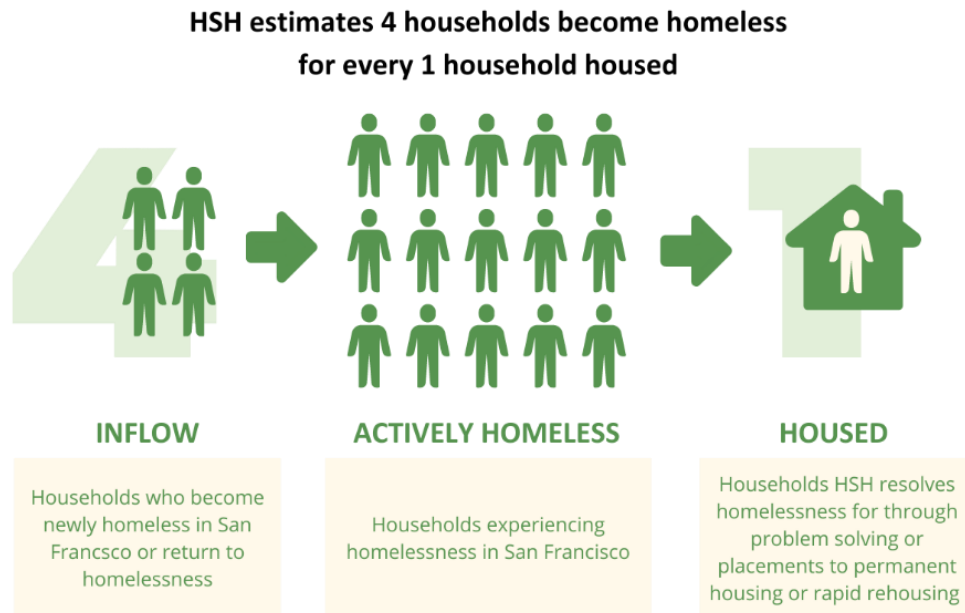 HSH estimates 4 households become homeless
for every 1 household housed
4
1
INFLOW
ACTIVELY HOMELESS
HOUSED
Households who become
newly homeless in San
Francsco or return to
homelessness
Households experiencing
homelessness in San Francisco
Households HSH resolves
homelessness for through
problem solving or
placements to permanent
housing or rapid rehousing